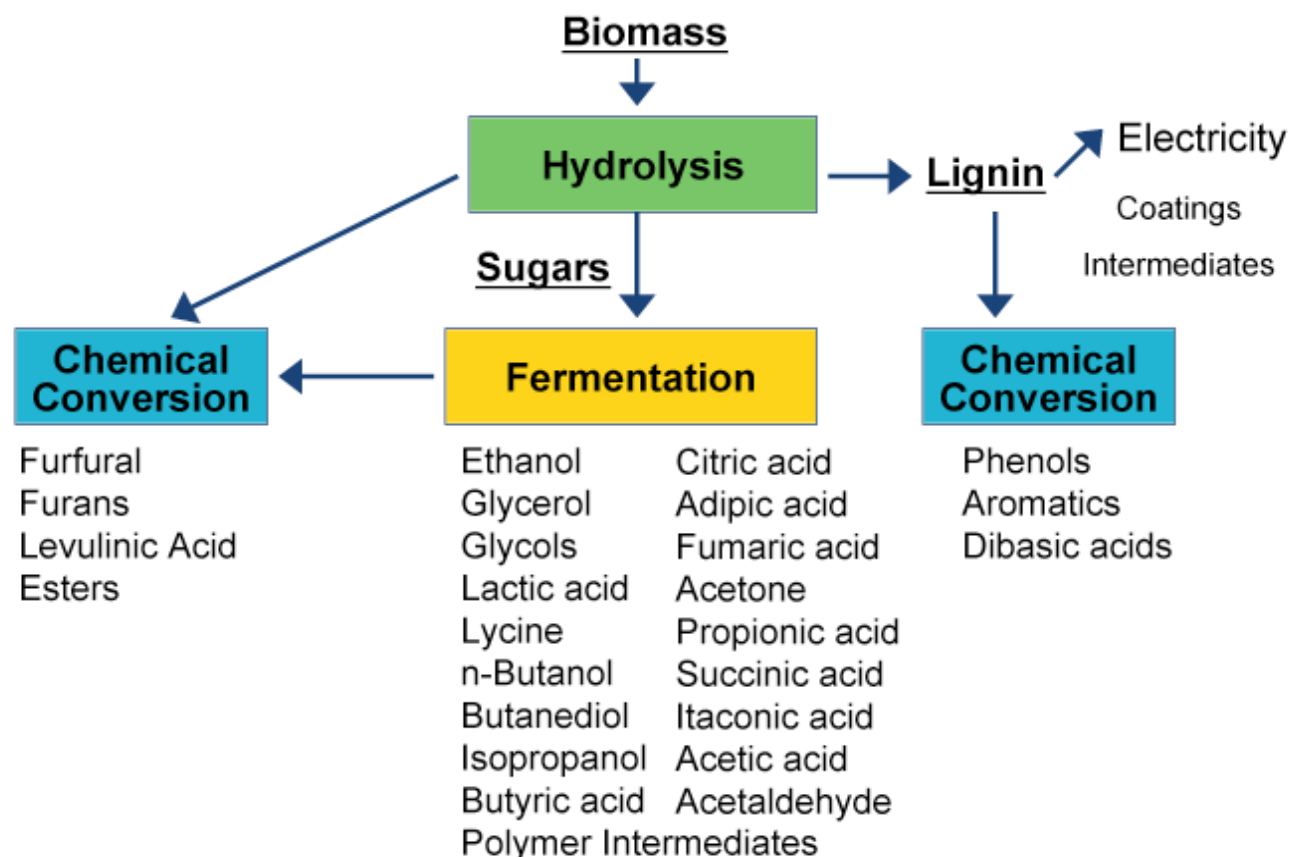 Biomass
Hydrolysis
Lignin
Electricity
Coatings
Intermediates
Sugars
Chemical
Conversion
Fermentation
Chemical
Conversion
Furfural
Furans
Levulinic Acid
Esters
Ethanol
Glycerol
Glycols
Lactic acid
Lycine
n-Butanol
Butanediol
Isopropanol
Butyric acid
Polymer Intermediates
Citric acid
Adipic acid
Fumaric acid
Acetone
Propionic acid
Succinic acid
Itaconic acid
Acetic acid
Acetaldehyde
Phenols
Aromatics
Dibasic acids